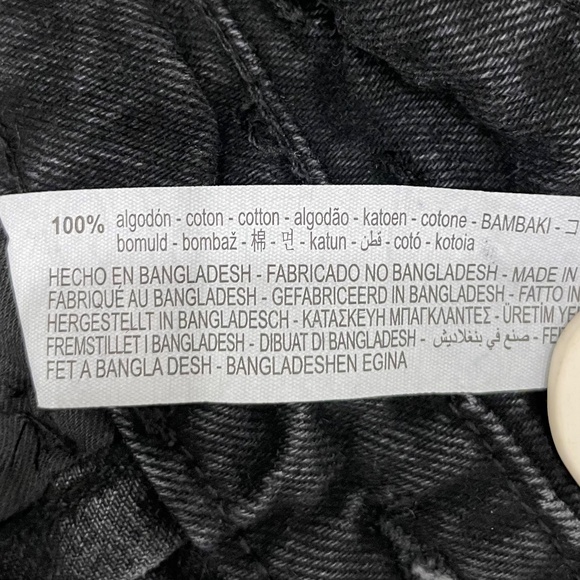 100% algodón - coton - cotton - algodão - katoen - cotone - BAMBAKI - コ
bomuld - bombaž - 棉 - 면 - katun - قطن - cotó - kotoia
HECHO EN BANGLADESH - FABRICADO NO BANGLADESH - MADE IN
FABRIQUÉ AU BANGLADESH - GEFABRICEERD IN BANGLADESH - FATTO IN
HERGESTELLT IN BANGLADESCH - ΚΑΤΑΣΚΕΥΗ ΜΠΑΓΚΛΑΝΤΕΣ - ÜRETİM YE
FREMSTILLET I BANGLADESH - DIBUAT DI BANGLADESH - صنع في بنغلاديش - FE
FET A BANGLA DESH - BANGLADESHEN EGINA